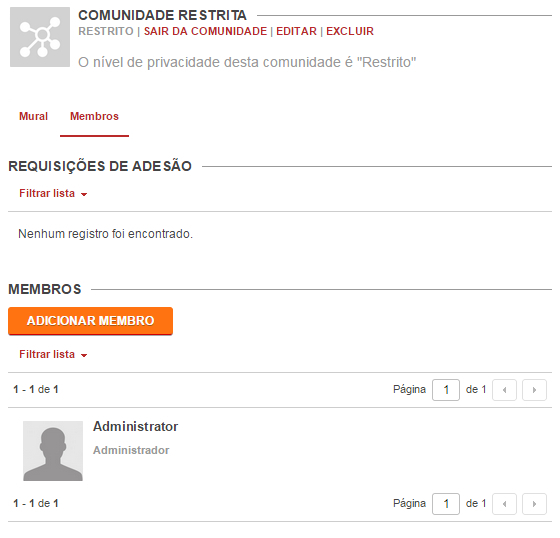 COMUNIDADE RESTRITA
RESTRITO | SAIR DA COMUNIDADE | EDITAR | EXCLUIR
O nível de privacidade desta comunidade é "Restrito"
Mural Membros
REQUISIÇÕES DE ADESÃO
Filtrar lista
Nenhum registro foi encontrado.
MEMBROS
ADICIONAR MEMBRO
Filtrar lista
1 - 1 de 1 Página 1 de 1
Administrator
Administrador
1 - 1 de 1 Página 1 de 1